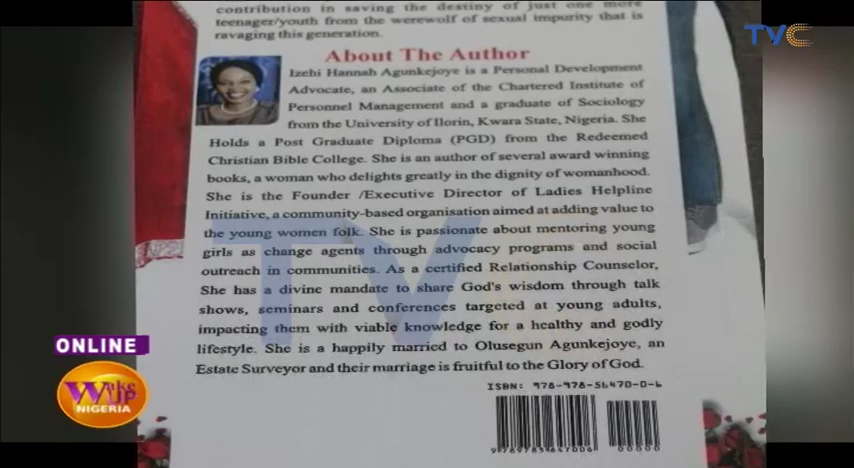 contribution in saving the destiny of just one more
teenager/youth from the werewolf of sexual impurity that is
ravaging this generation.
TVC
About The Author
Izehi Hannah Agunkejoye is a Personal Development
Advocate, an Associate of the Chartered Institute of
Personnel Management and a graduate of Sociology
from the University of Ilorin, Kwara State, Nigeria. She
Holds a Post Graduate Diploma (PGD) from the Redeemed
Christian Bible College. She is an author of several award winning
books, a woman who delights greatly in the dignity of womanhood.
She is the Founder /Executive Director of Ladies Helpline
Initiative, a community-based organisation aimed at adding value to
the young women folk. She is passionate about mentoring young
girls as change agents through advocacy programs and social
outreach in communities. As a certified Relationship Counselor,
She has a divine mandate to share God's wisdom through talk
shows, seminars and conferences targeted at young adults,
impacting them with viable knowledge for a healthy and godly
lifestyle. She is a happily married to Olusegun Agunkejoye, an
Estate Surveyor and their marriage is fruitful to the Glory of God.
ISBN: 978-978-56470-0-6
9 789785 647006
00000
TVC
ONLINE
Wake
UP
NIGERIA